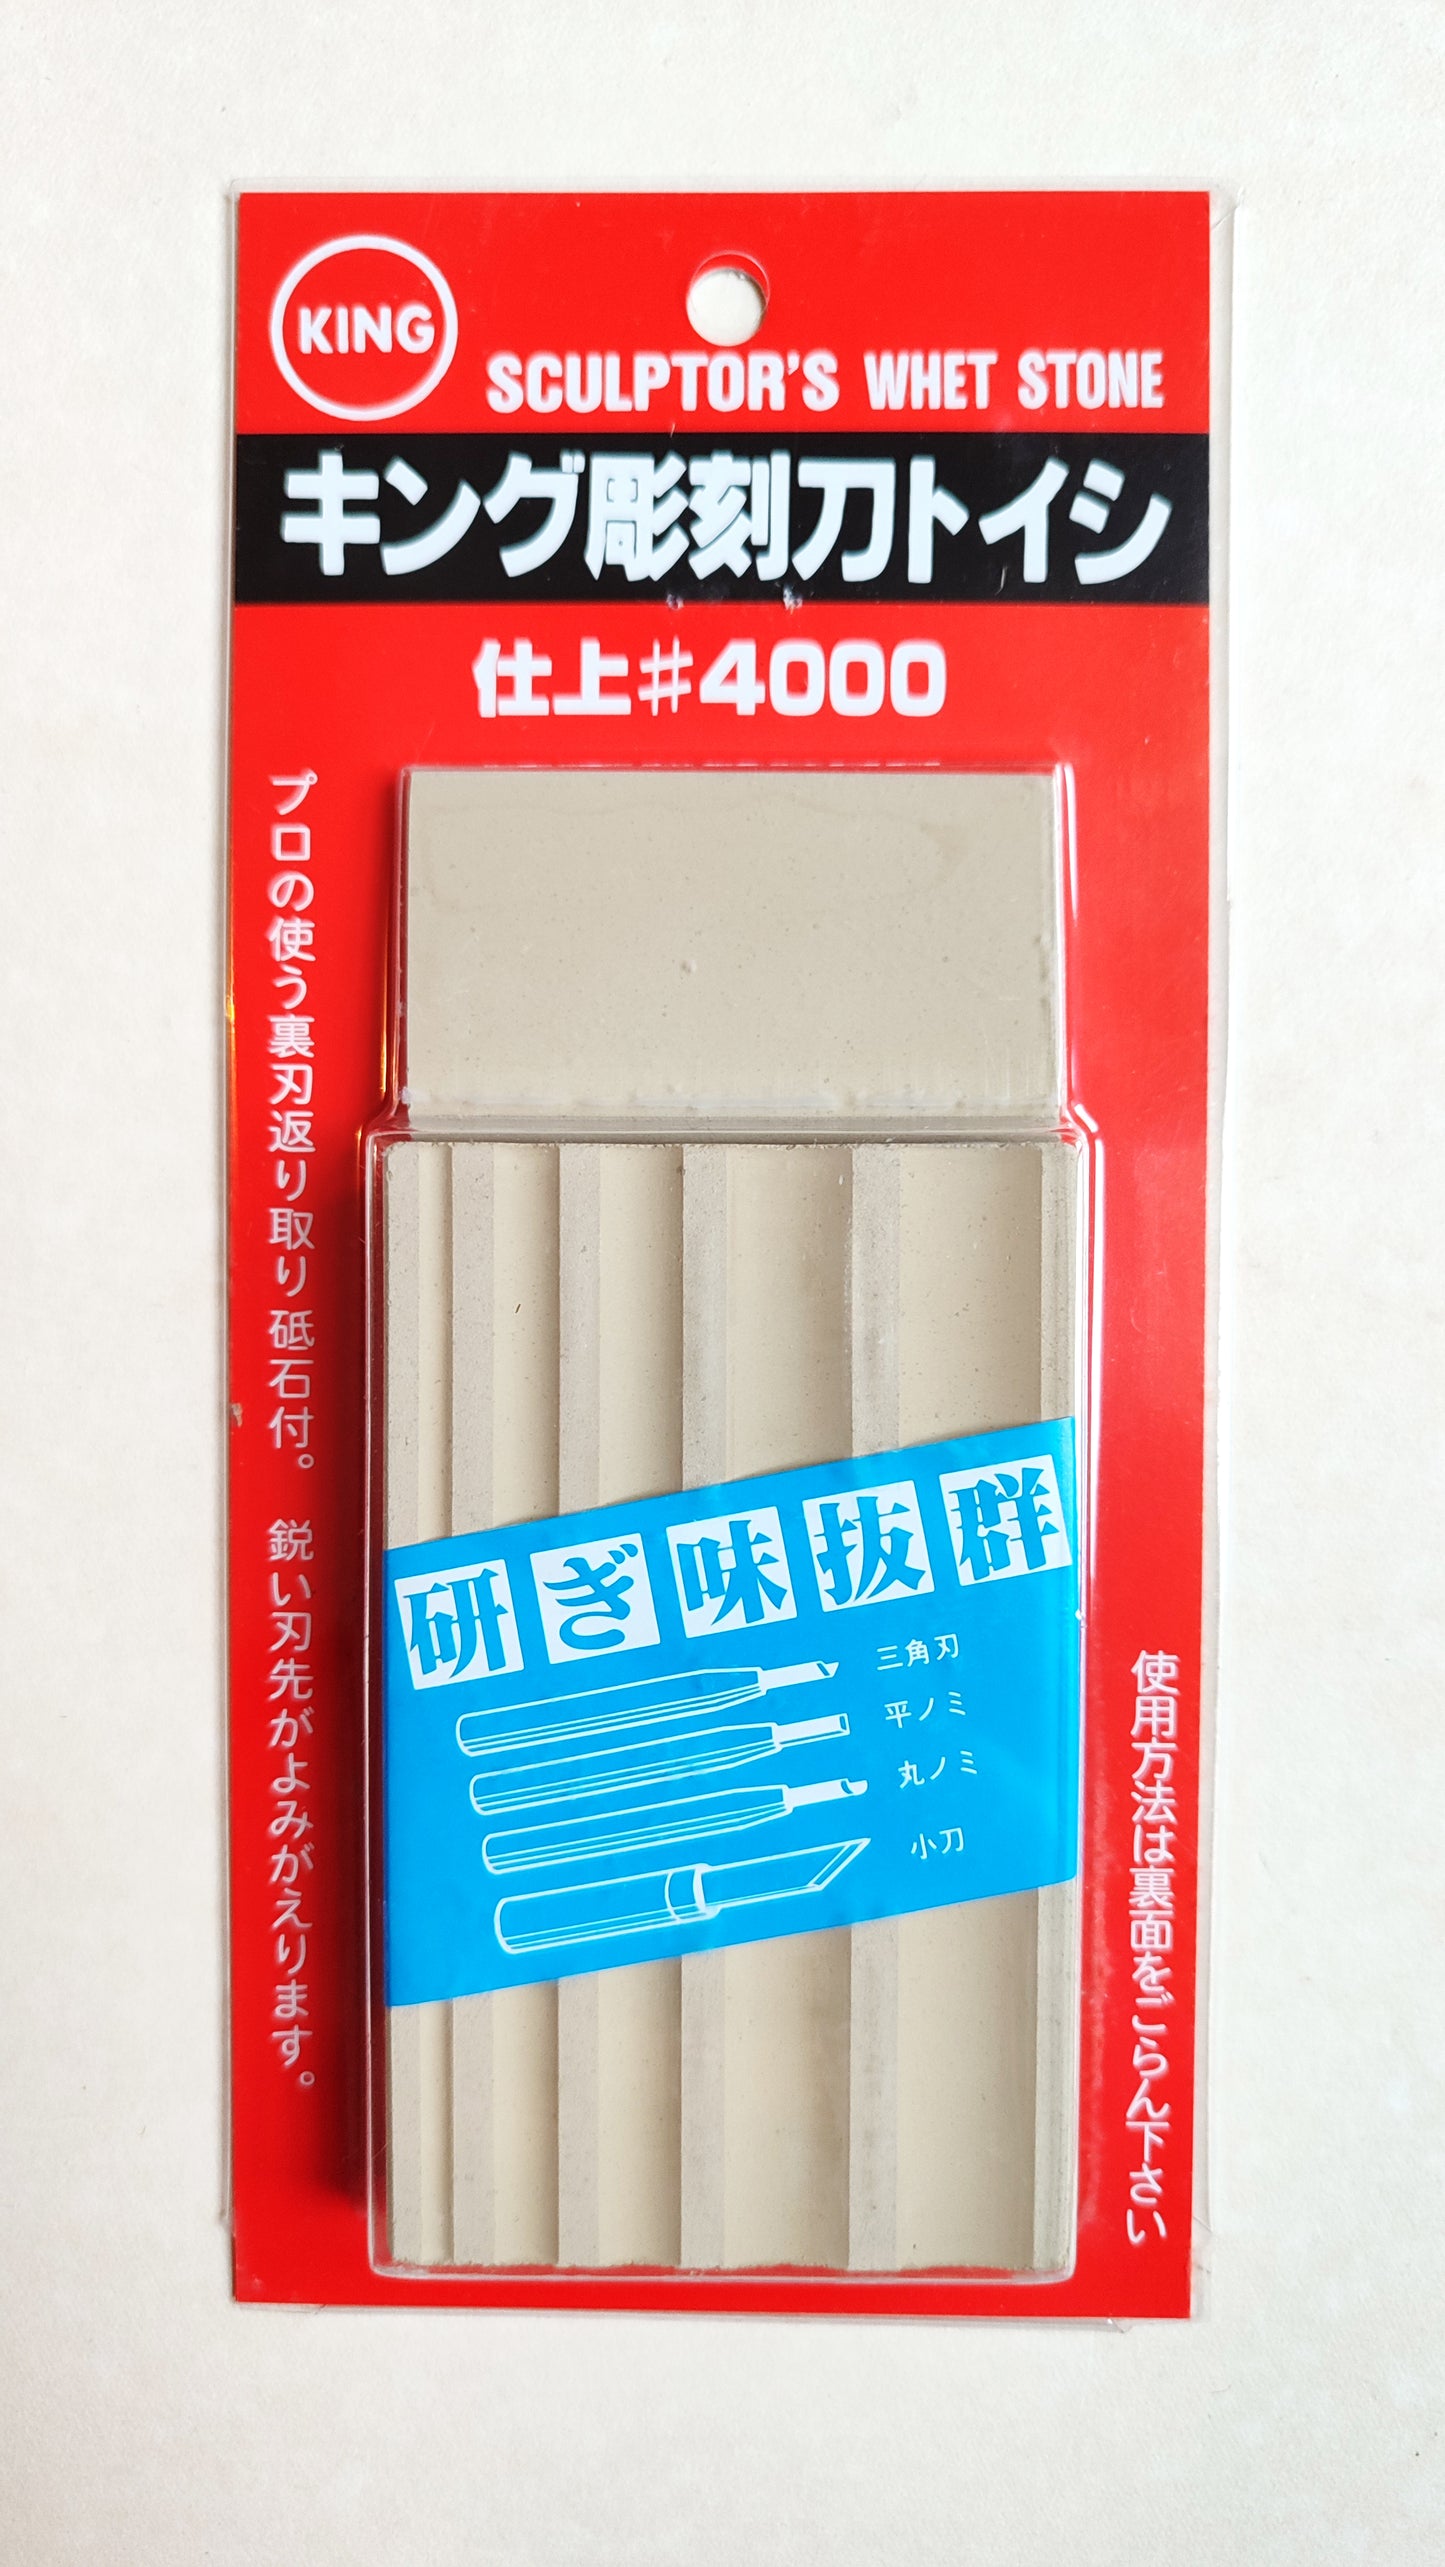 KING
SCULPTOR'S WHET STONE
キング彫刻刀トイシ
仕上#4000
プロの使う裏刃返り取り砥石付。 鋭い刃先がよみがえります。
研ぎ味抜群
三角刃
平ノミ
丸ノミ
小刀
使用方法は裏面をごらん下さい